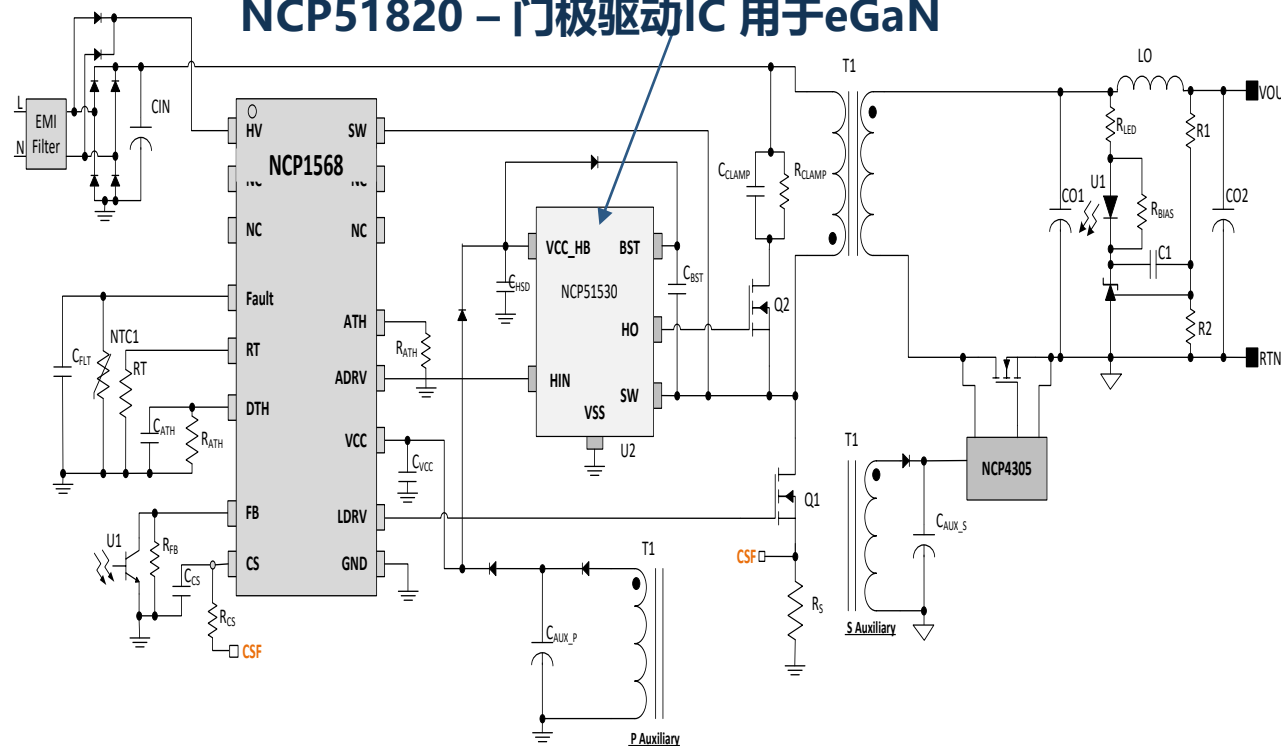 NCP51820 – 门极驱动IC 用于eGaN
L
N
EMI
Filter
CIN
NCP1568
HV
SW
NC
NC
NC
NC
Fault
RT
DTH
FB
CS
ATH
ADRV
VCC
LDRV
GND
CFLT
NTC1
RT
CATH
RATH
U1
RFB
CCS
RCS
CSF
RATH
CVCC
CHSD
VCC_HB
BST
NCP51530
HO
HIN
SW
VSS
U2
CBST
CCLAMP
RCLAMP
Q2
Q1
CSF
RS
T1
CAUX_P
P Auxiliary
T1
T1
CAUX_S
S Auxiliary
NCP4305
LO
VOU
RLED
R1
U1
RBIAS
CO1
C1
CO2
R2
RTN